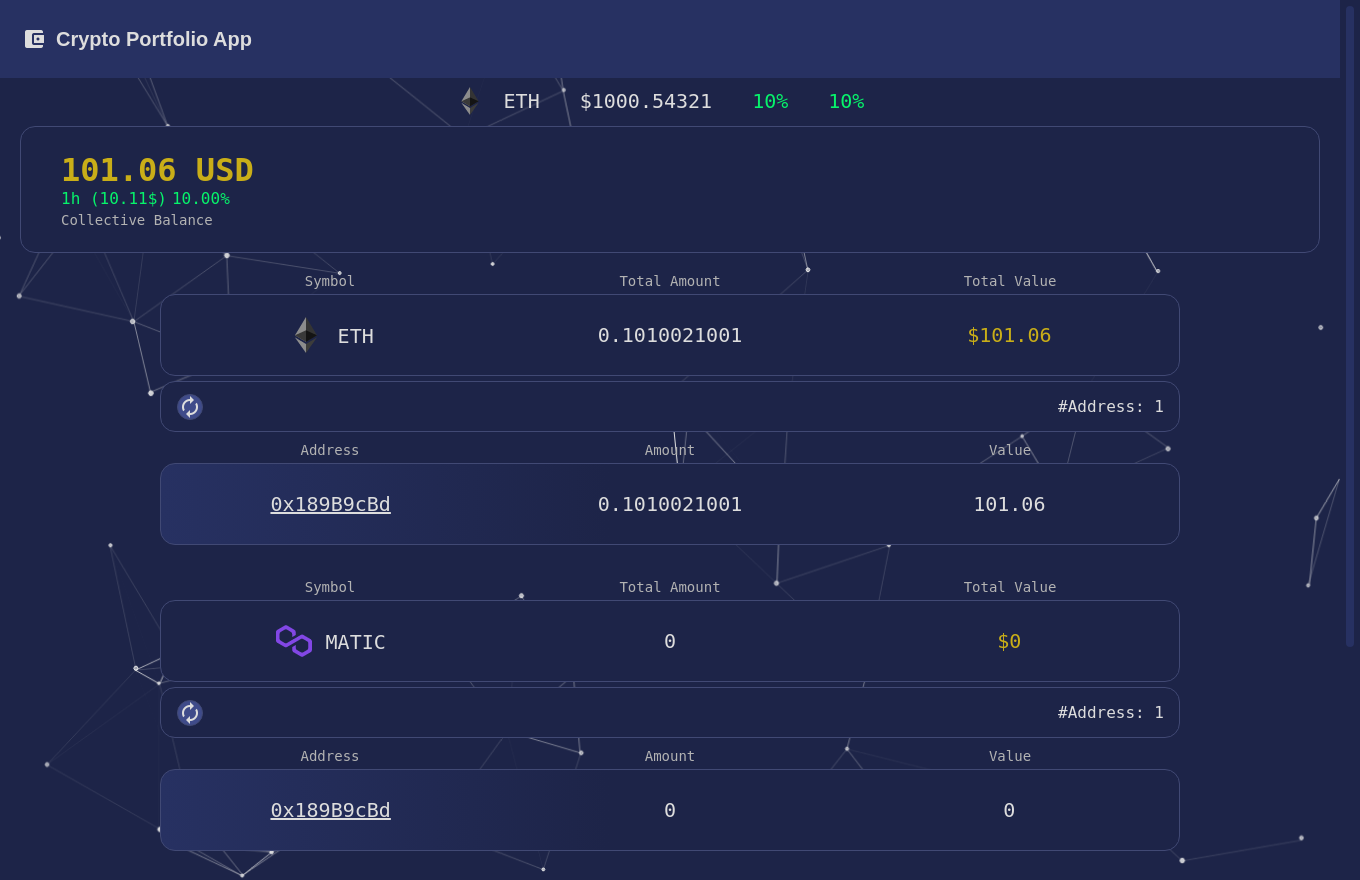 Crypto Portfolio App
ETH $1000.54321 10% 10%
101.06 USD
1h (10.11$) 10.00%
Collective Balance
Symbol Total Amount Total Value
ETH 0.1010021001 $101.06
#Address: 1
Address Amount Value
0x189B9cBd 0.1010021001 101.06
Symbol Total Amount Total Value
MATIC 0 $0
#Address: 1
Address Amount Value
0x189B9cBd 0 0